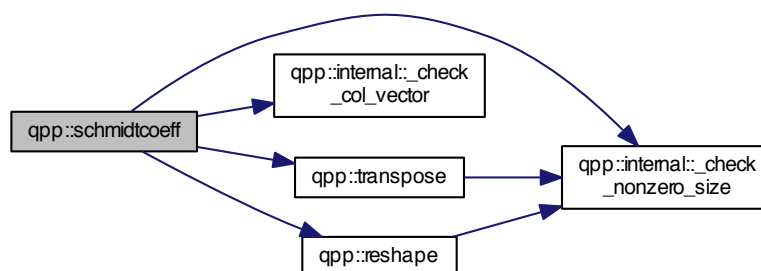 qpp::internal::_check
_col_vector
qpp::schmidtcoeff
qpp::transpose
qpp::internal::_check
_nonzero_size
qpp::reshape